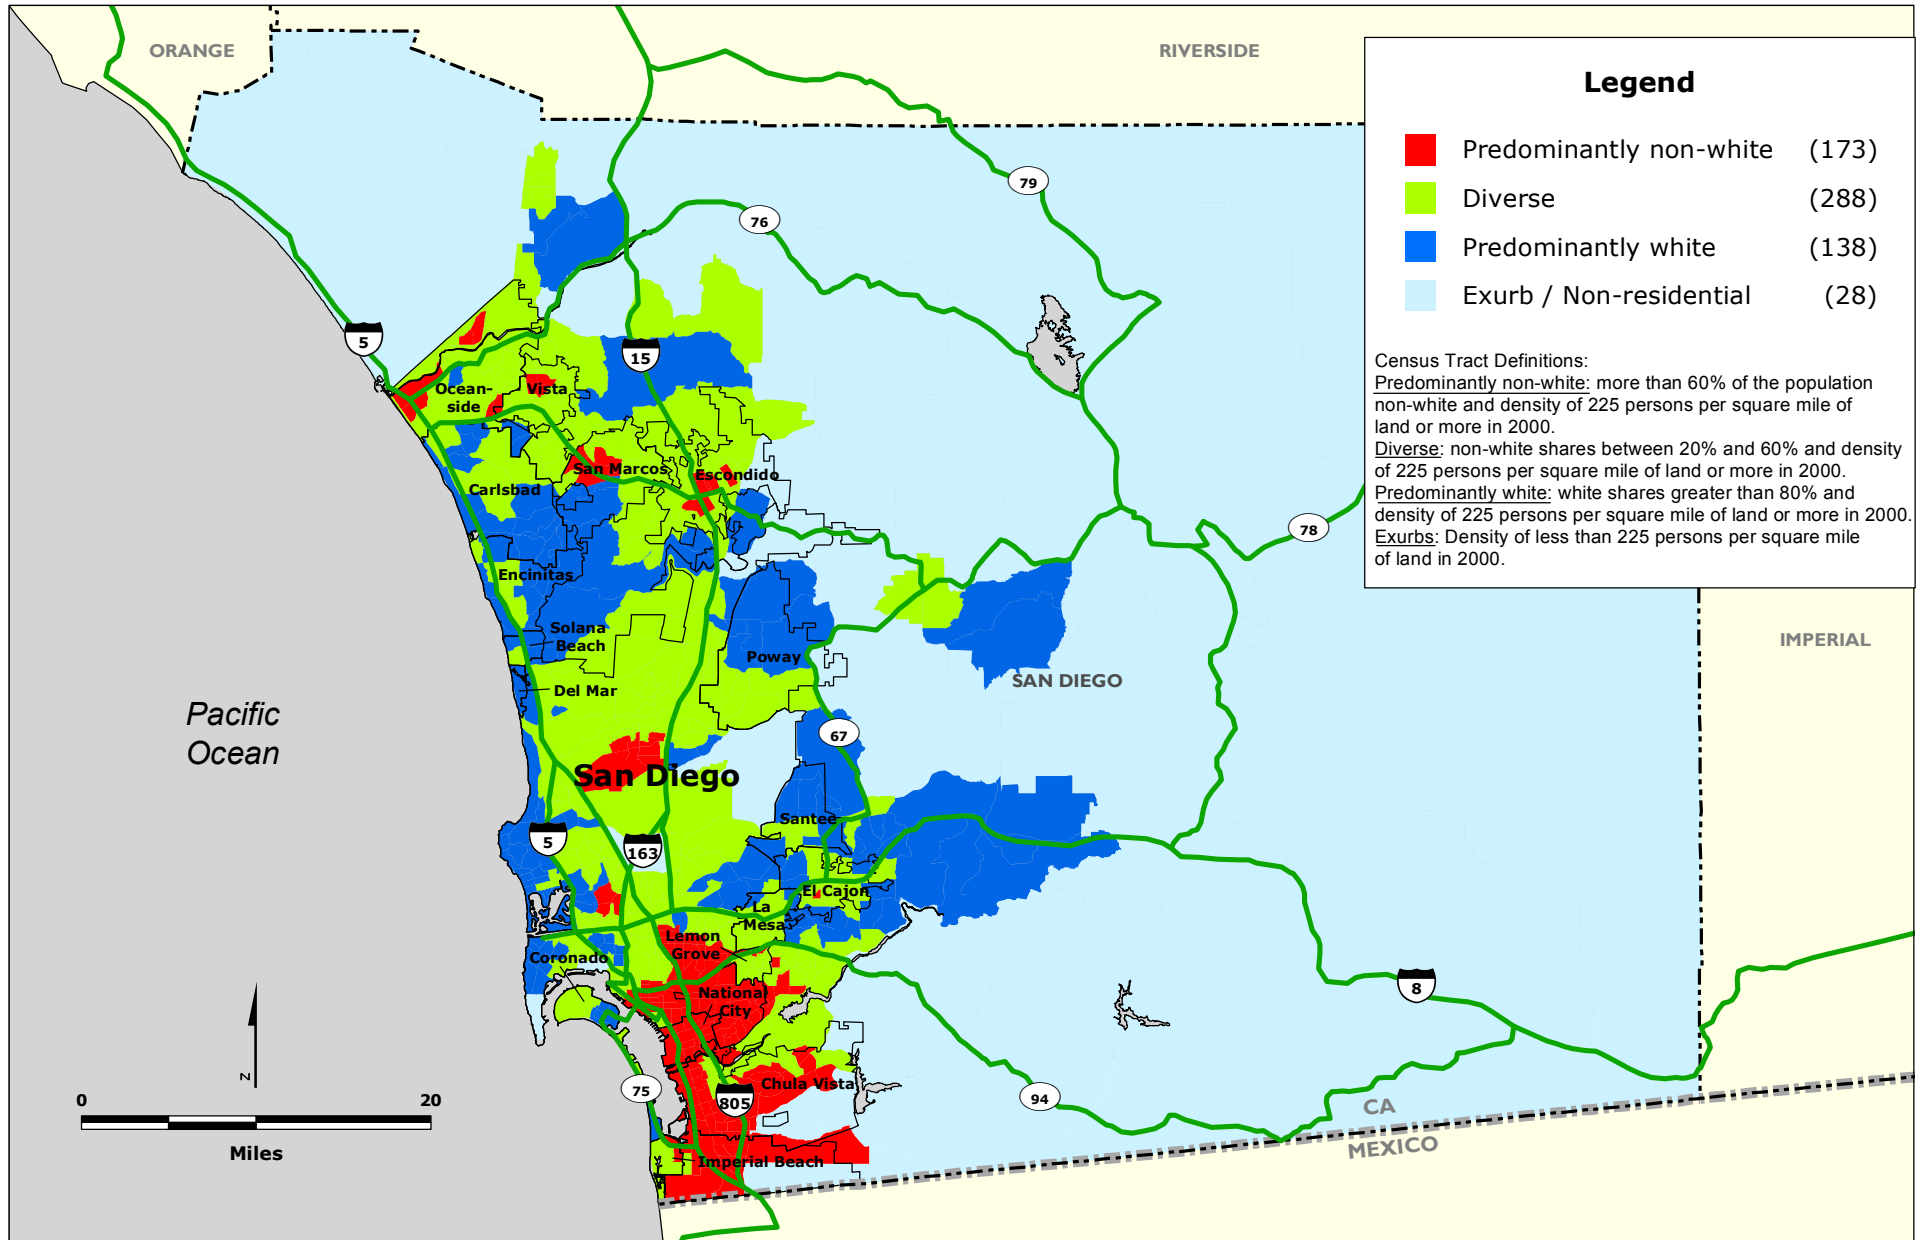 ORANGE
RIVERSIDE
Legend
Predominantly non-white (173)
Diverse (288)
Predominantly white (138)
Exurb / Non-residential (28)
Census Tract Definitions:
Predominantly non-white: more than 60% of the population
non-white and density of 225 persons per square mile of
land or more in 2000.
Diverse: non-white shares between 20% and 60% and density
of 225 persons per square mile of land or more in 2000.
Predominantly white: white shares greater than 80% and
density of 225 persons per square mile of land or more in 2000.
Exurbs: Density of less than 225 persons per square mile
of land in 2000.
79
76
5
15
Ocean-
side
Vista
San Marcos
Escondido
Carlsbad
78
Encinitas
Solana
Beach
Poway
IMPERIAL
SAN DIEGO
Del Mar
Pacific
Ocean
67
San Diego
Santee
5
163
El Cajon
La
Mesa
Lemon
Grove
Coronado
National
City
8
N
75
805
Chula Vista
94
0
20
Miles
CA
MEXICO
Imperial Beach